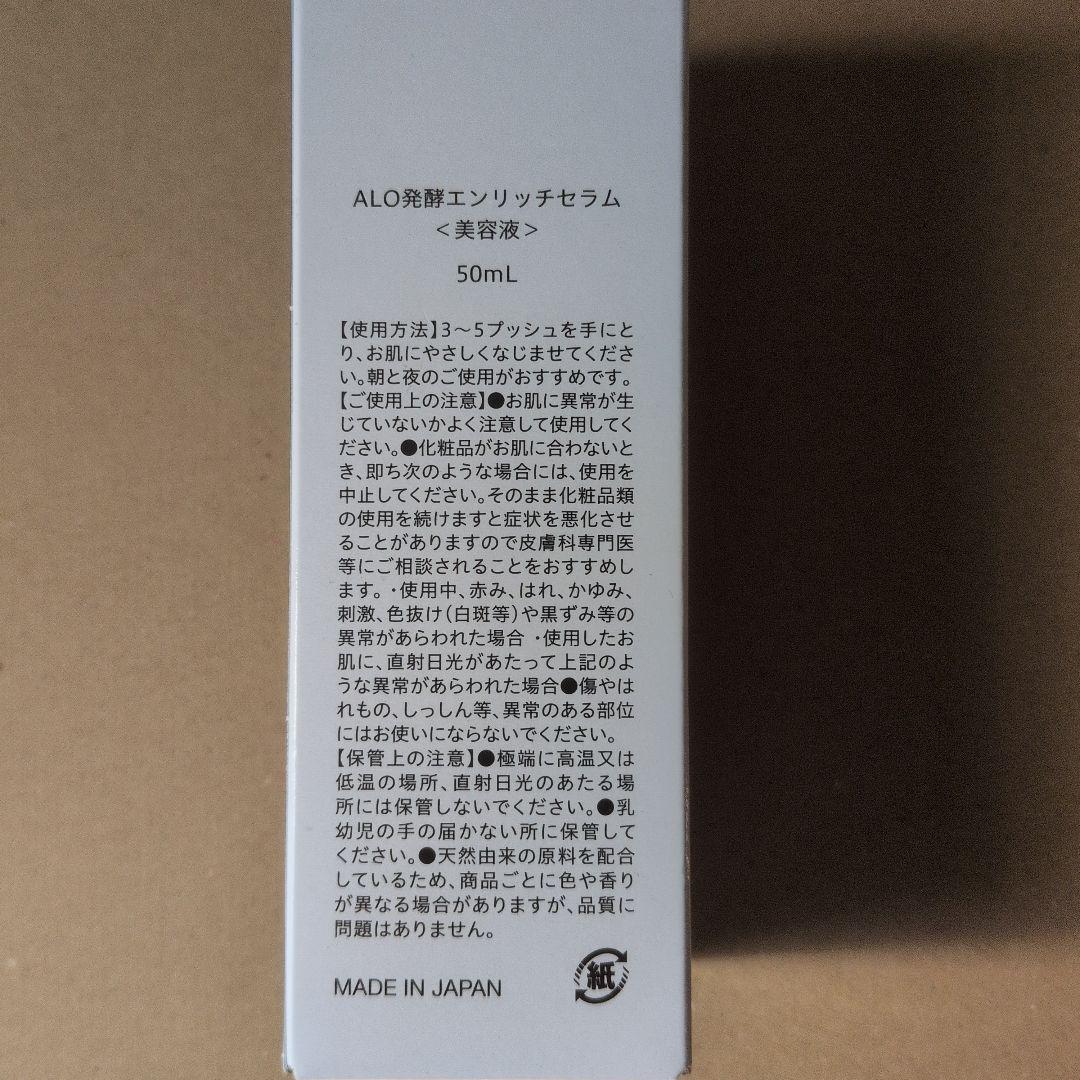 ALO発酵エンリッチセラム
＜美容液＞
50mL
【使用方法】3～5プッシュを手にと
り、お肌にやさしくなじませてくださ
い。朝と夜のご使用がおすすめです。
【ご使用上の注意】●お肌に異常が生
じていないかよく注意して使用してく
ださい。●化粧品がお肌に合わないと
き、即ち次のような場合には、使用を
中止してください。そのまま化粧品類
の使用を続けますと症状を悪化させ
ることがありますので皮膚科専門医
等にご相談されることをおすすめし
ます。・使用中、赤み、はれ、かゆみ、
刺激、色抜け（白斑等）や黒ずみ等の
異常があらわれた場合 ・使用したお
肌に、直射日光があたって上記のよ
うな異常があらわれた場合●傷やは
れもの、しっしん等、異常のある部位
にはお使いにならないでください。
【保管上の注意】●極端に高温又は
低温の場所、直射日光のあたる場
所には保管しないでください。●乳
幼児の手の届かない所に保管して
ください。●天然由来の原料を配合
しているため、商品ごとに色や香り
が異なる場合がありますが、品質に
問題はありません。
MADE IN JAPAN
紙